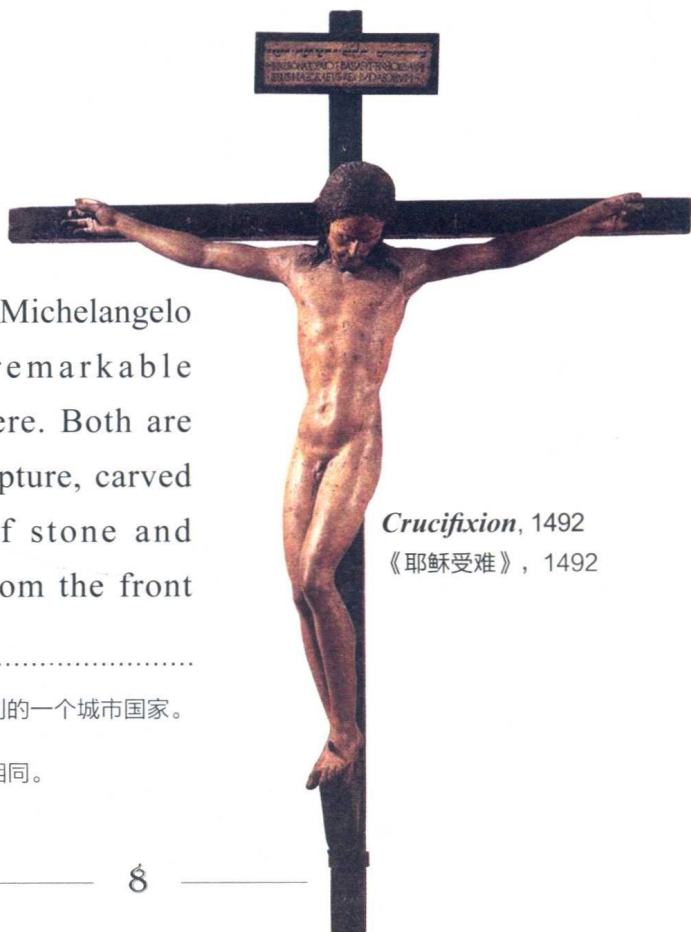 Michelangelo
remarkable
ere. Both are
pture, carved
f stone and
om the front
Crucifixion, 1492
《耶稣受难》, 1492
的一个城市国家。
相同。
8